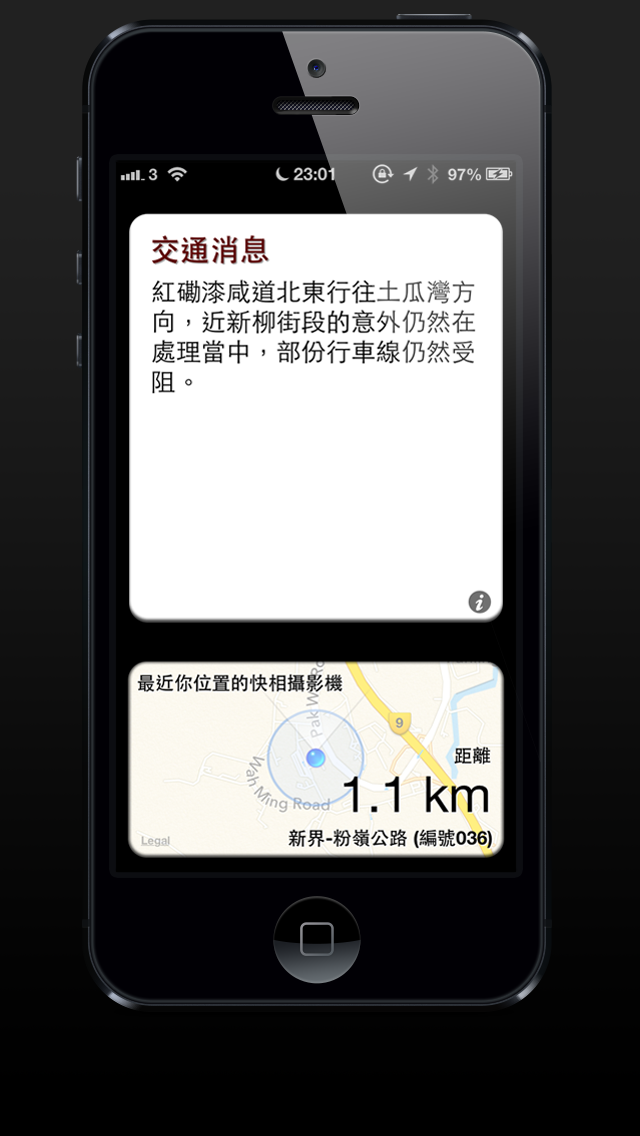 3
23:01
97%
交通消息
紅磡漆咸道北東行往土瓜灣方
向，近新柳街段的意外仍然在
處理當中，部份行車線仍然受
阻。
最近你位置的快相攝影機
9
Wah Ming Road
距離
1.1 km
Legal
新界-粉嶺公路 (編號036)